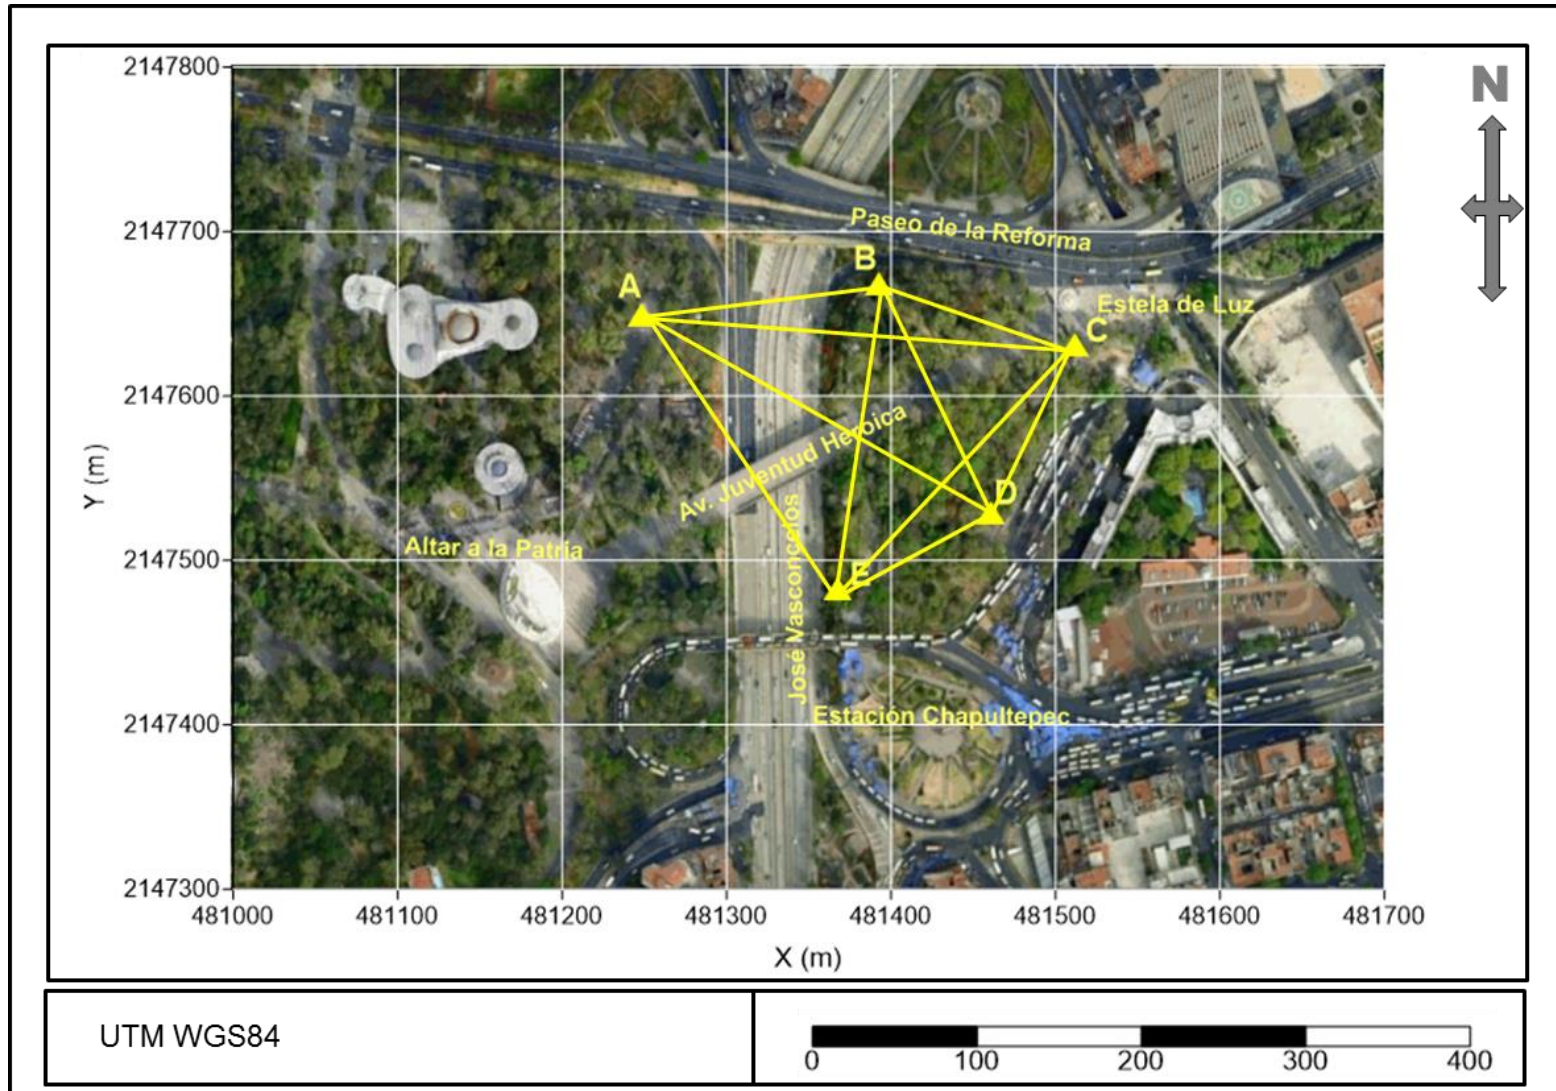 N
2147800
2147700
2147600
2147500
2147400
2147300
Y (m)
Paseo de la Reforma
B
A
Estela de Luz
C
Av. Juventud Heroica
D
Altar a la Patria
E
José Vasconcelos
Estación Chapultepec
481000 481100 481200 481300 481400 481500 481600 481700
X (m)
UTM WGS84
0 100 200 300 400